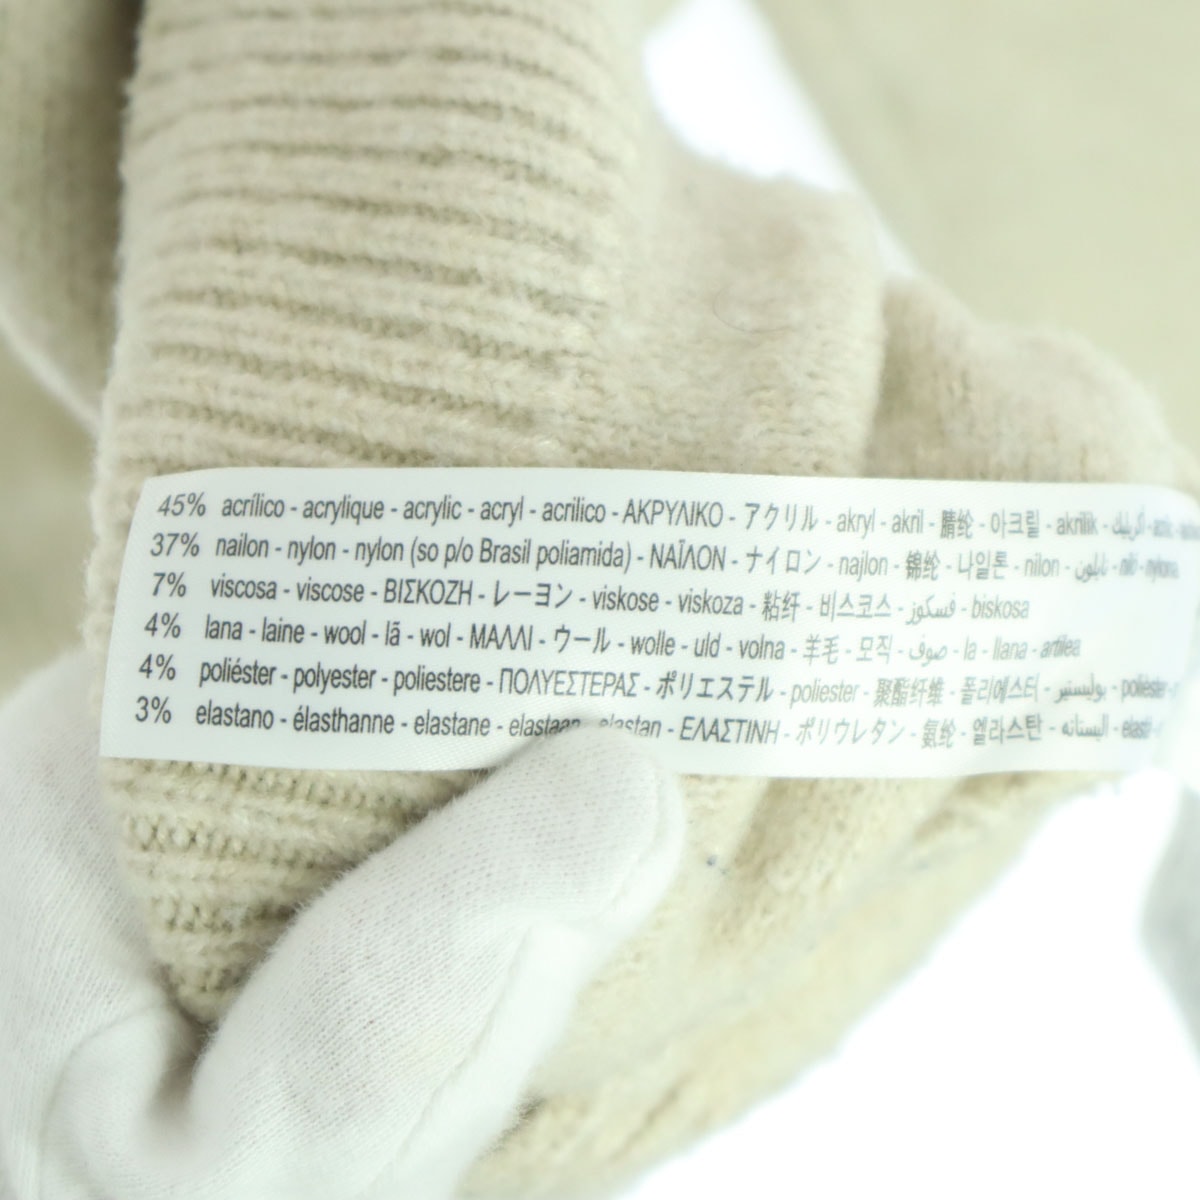 45% acrílico - acrylique - acrylic - acryl - acrilico - ΑΚΡΥΛΙΚΟ - アクリル - akryl - akril - 腈纶 - 아크릴 - akrilik - أكريليك -
37% nailon - nylon - nylon (so p/o Brasil poliamida) - ΝΑΪΛΟΝ - ナイロン - najlon - 锦纶 - 나일론 - nilon - نايلون - niló - nylona
7% viscosa - viscose - ΒΙΣΚΟΖΗ - レーヨン - viskose - viskoza - 粘纤 - 비스코스 - فسكوز - biskosa
4% lana - laine - wool - lã - wol - ΜΑΛΛΙ - ウール - wolle - uld - volna - 羊毛 - 모직 - صوف - la - llana - artilea
4% poliéster - polyester - poliestere - ΠΟΛΥΕΣΤΕΡΑΣ - ポリエステル - poliester - 聚酯纤维 - 폴리에스터 - بوليستير - polièster -
3% elastano - élasthanne - elastane - elastaan - elastan - ΕΛΑΣΤΙΝΗ - ポリウレタン - 氨纶 - 엘라스탄 - اليستانه -